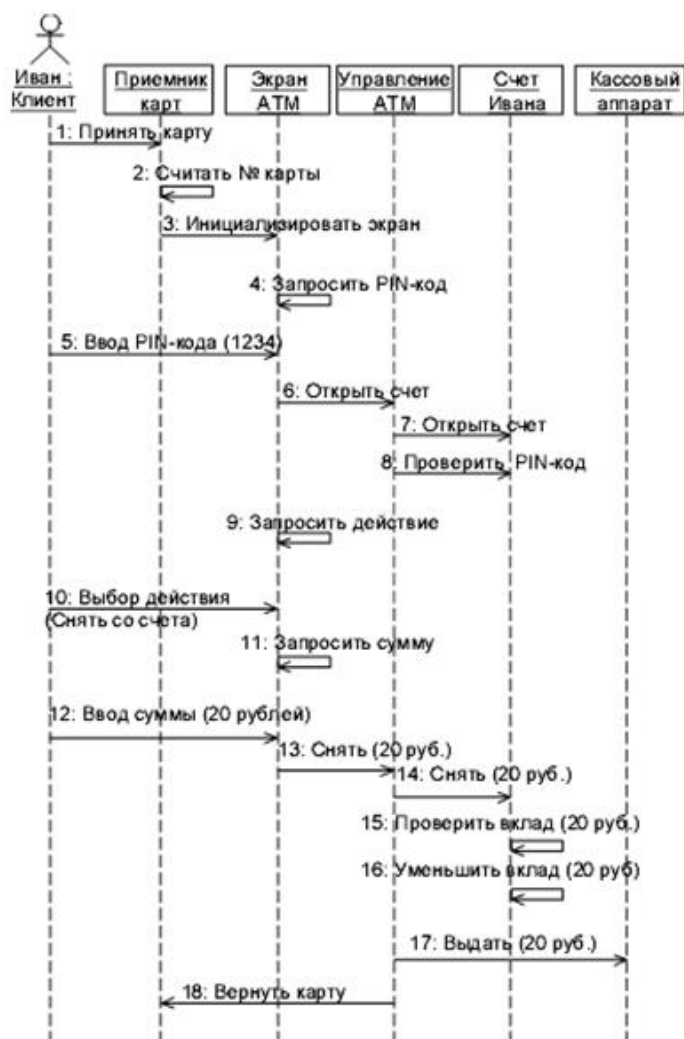 Иван :
Клиент
Приемник
карт
Экран
АТМ
Управление
АТМ
Счет
Ивана
Кассовый
аппарат
1: Принять карту
2: Считать № карты
3: Инициализировать экран
4: Запросить PIN-код
5: Ввод PIN-кода (1234)
6: Открыть счет
7: Открыть счет
8: Проверить PIN-код
9: Запросить действие
10: Выбор действия
(Снять со счета)
11: Запросить сумму
12: Ввод суммы (20 рублей)
13: Снять (20 руб.)
14: Снять (20 руб.)
15: Проверить вклад (20 руб.)
16: Уменьшить вклад (20 руб)
17: Выдать (20 руб.)
18: Вернуть карту